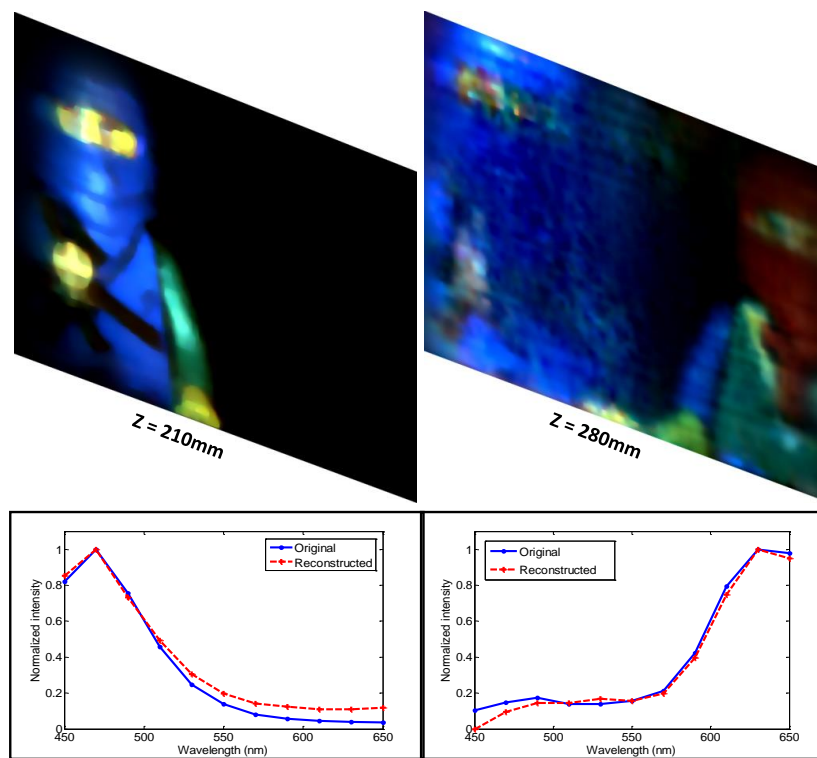 Z = 210mm
Z = 280mm
Normalized intensity
1
0.8
0.6
0.4
0.2
0
450
500
550
600
650
Wavelength (nm)
Original
Reconstructed
Normalized intensity
1
0.8
0.6
0.4
0.2
0
450
500
550
600
650
Wavelength (nm)
Original
Reconstructed